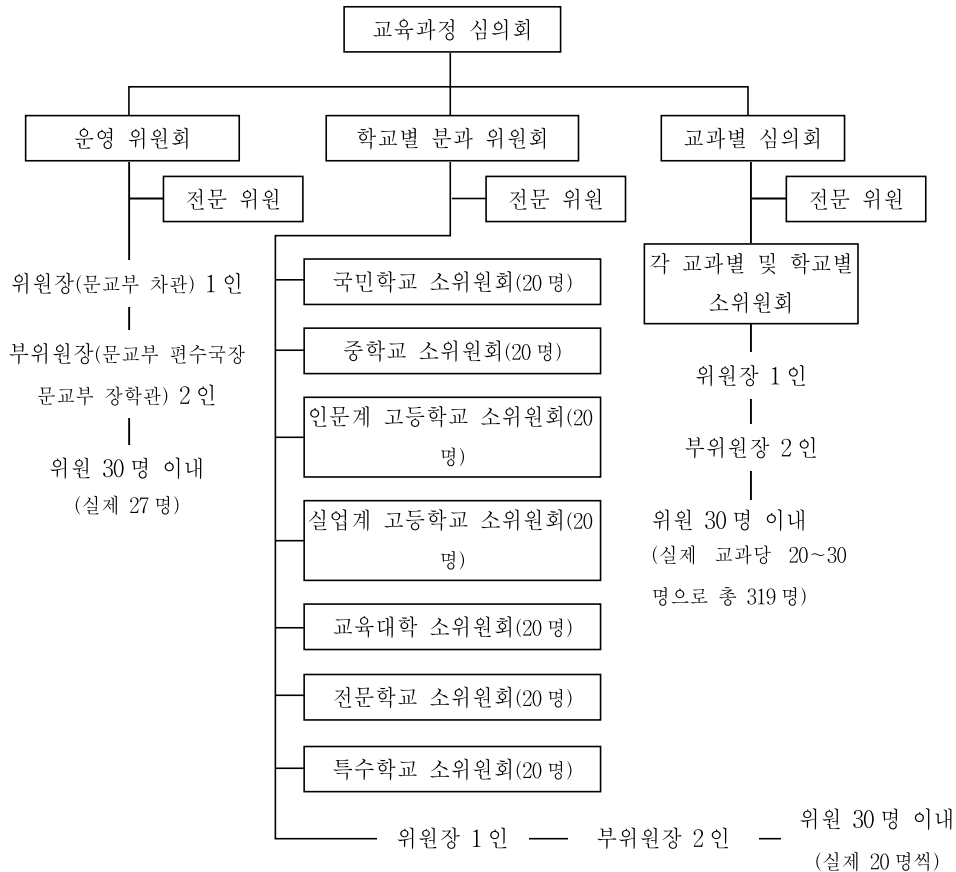 교육과정 심의회
운영 위원회
학교별 분과 위원회
교과별 심의회
전문 위원
전문 위원
전문 위원
위원장(문교부 차관) 1인
부위원장(문교부 편수국장
문교부 장학관) 2인
위원 30명 이내
(실제 27명)
국민학교 소위원회(20명)
중학교 소위원회(20명)
인문계 고등학교 소위원회(20
명)
실업계 고등학교 소위원회(20
명)
교육대학 소위원회(20명)
전문학교 소위원회(20명)
특수학교 소위원회(20명)
위원장 1인
부위원장 2인
위원 30명 이내
(실제 20명씩)
각 교과별 및 학교별
소위원회
위원장 1인
부위원장 2인
위원 30명 이내
(실제 교과당 20~30
명으로 총 319명)